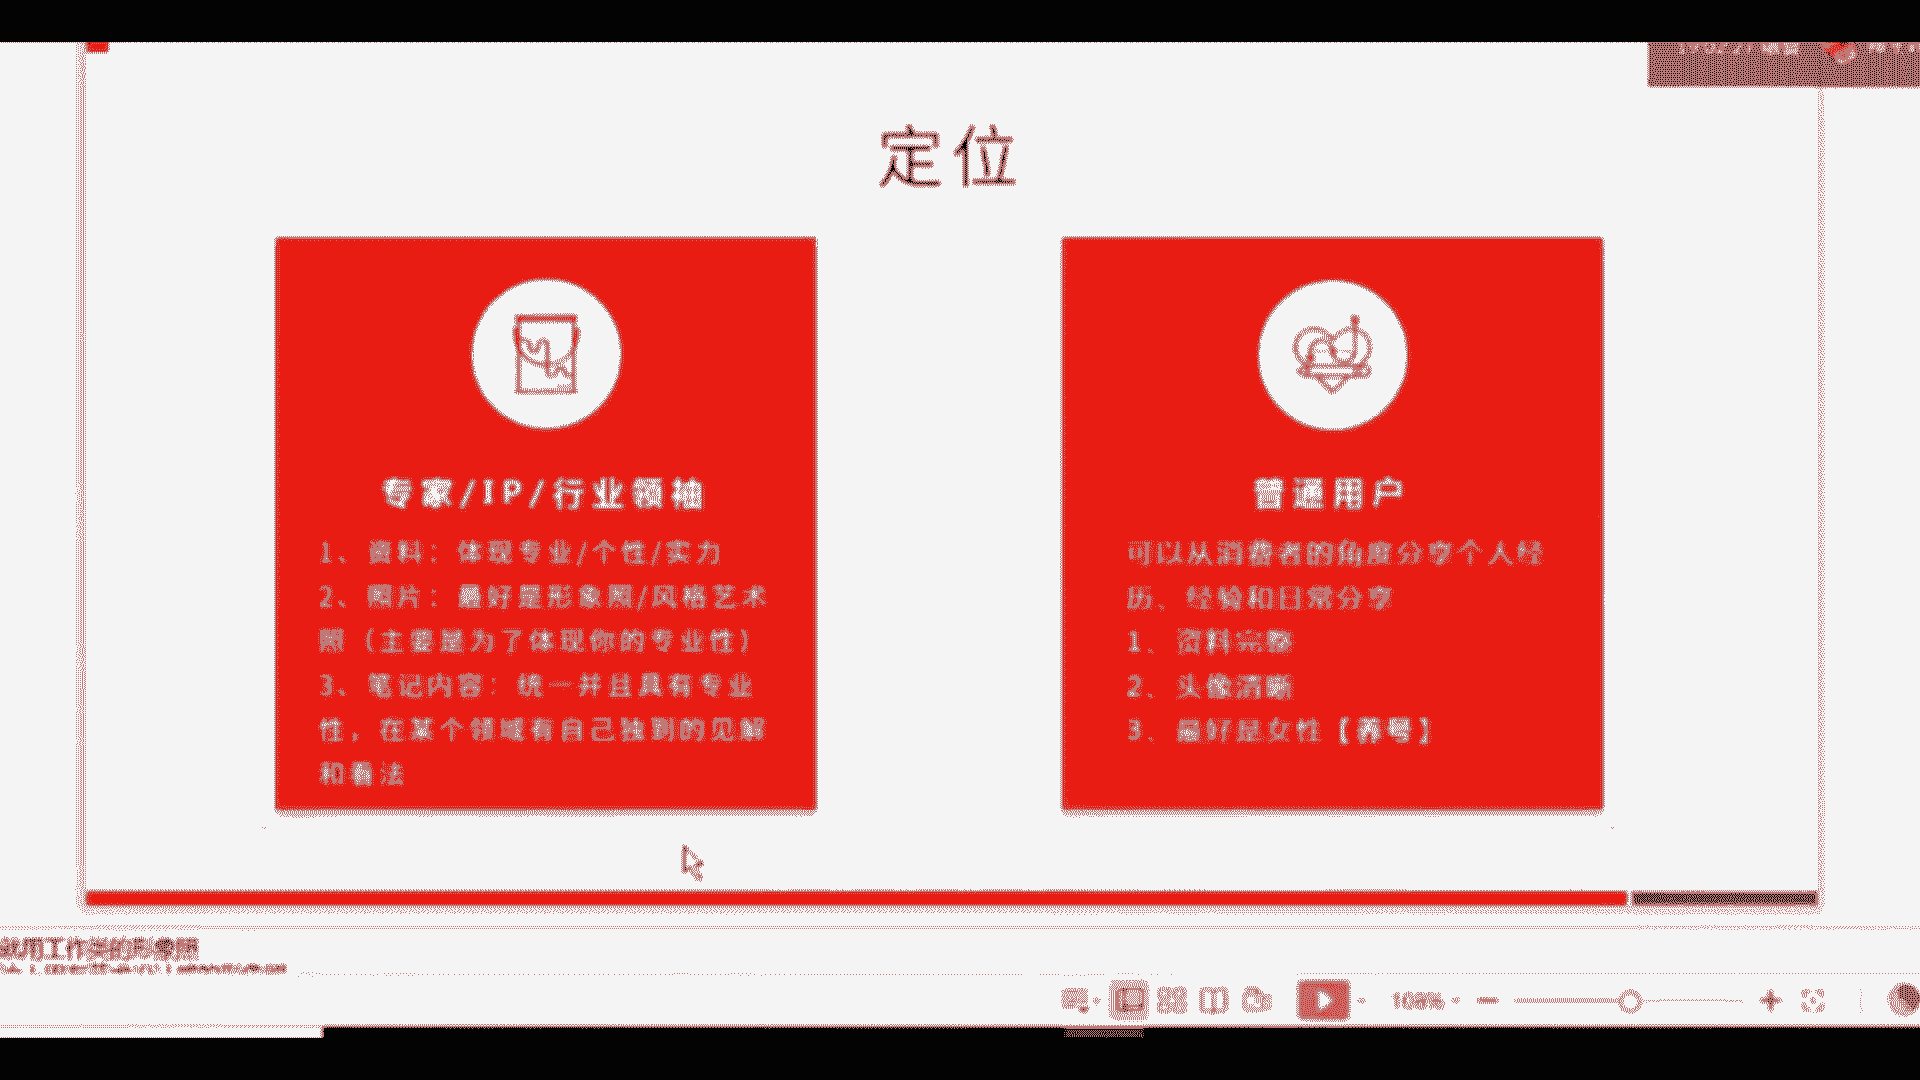 定位
专家/IP/行业领袖
1、资料：体现专业/个性/实力
2、照片：最好是形象照/风格艺术
照（主要是为了体现你的专业性）
3、笔记内容：统一并且具有专业
性，在某个领域有自己独到的见解
和看法
普通用户
可以从消费者的角度分享个人经
历、经验和日常分享
1、资料完整
2、头像清晰
3、最好是女性【养号】
就用工作类的形象照
108%